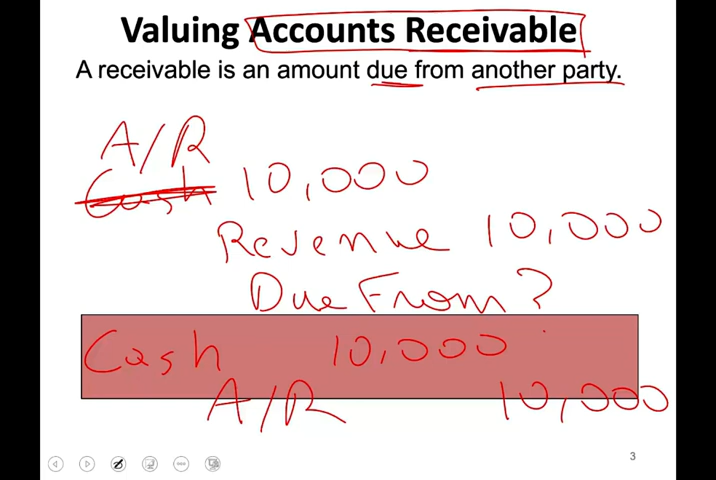 Valuing Accounts Receivable
A receivable is an amount due from another party.
A/R
Cash 10,000
Revenue 10,000
Due From?
Cash 10,000
A/R 10,000
3